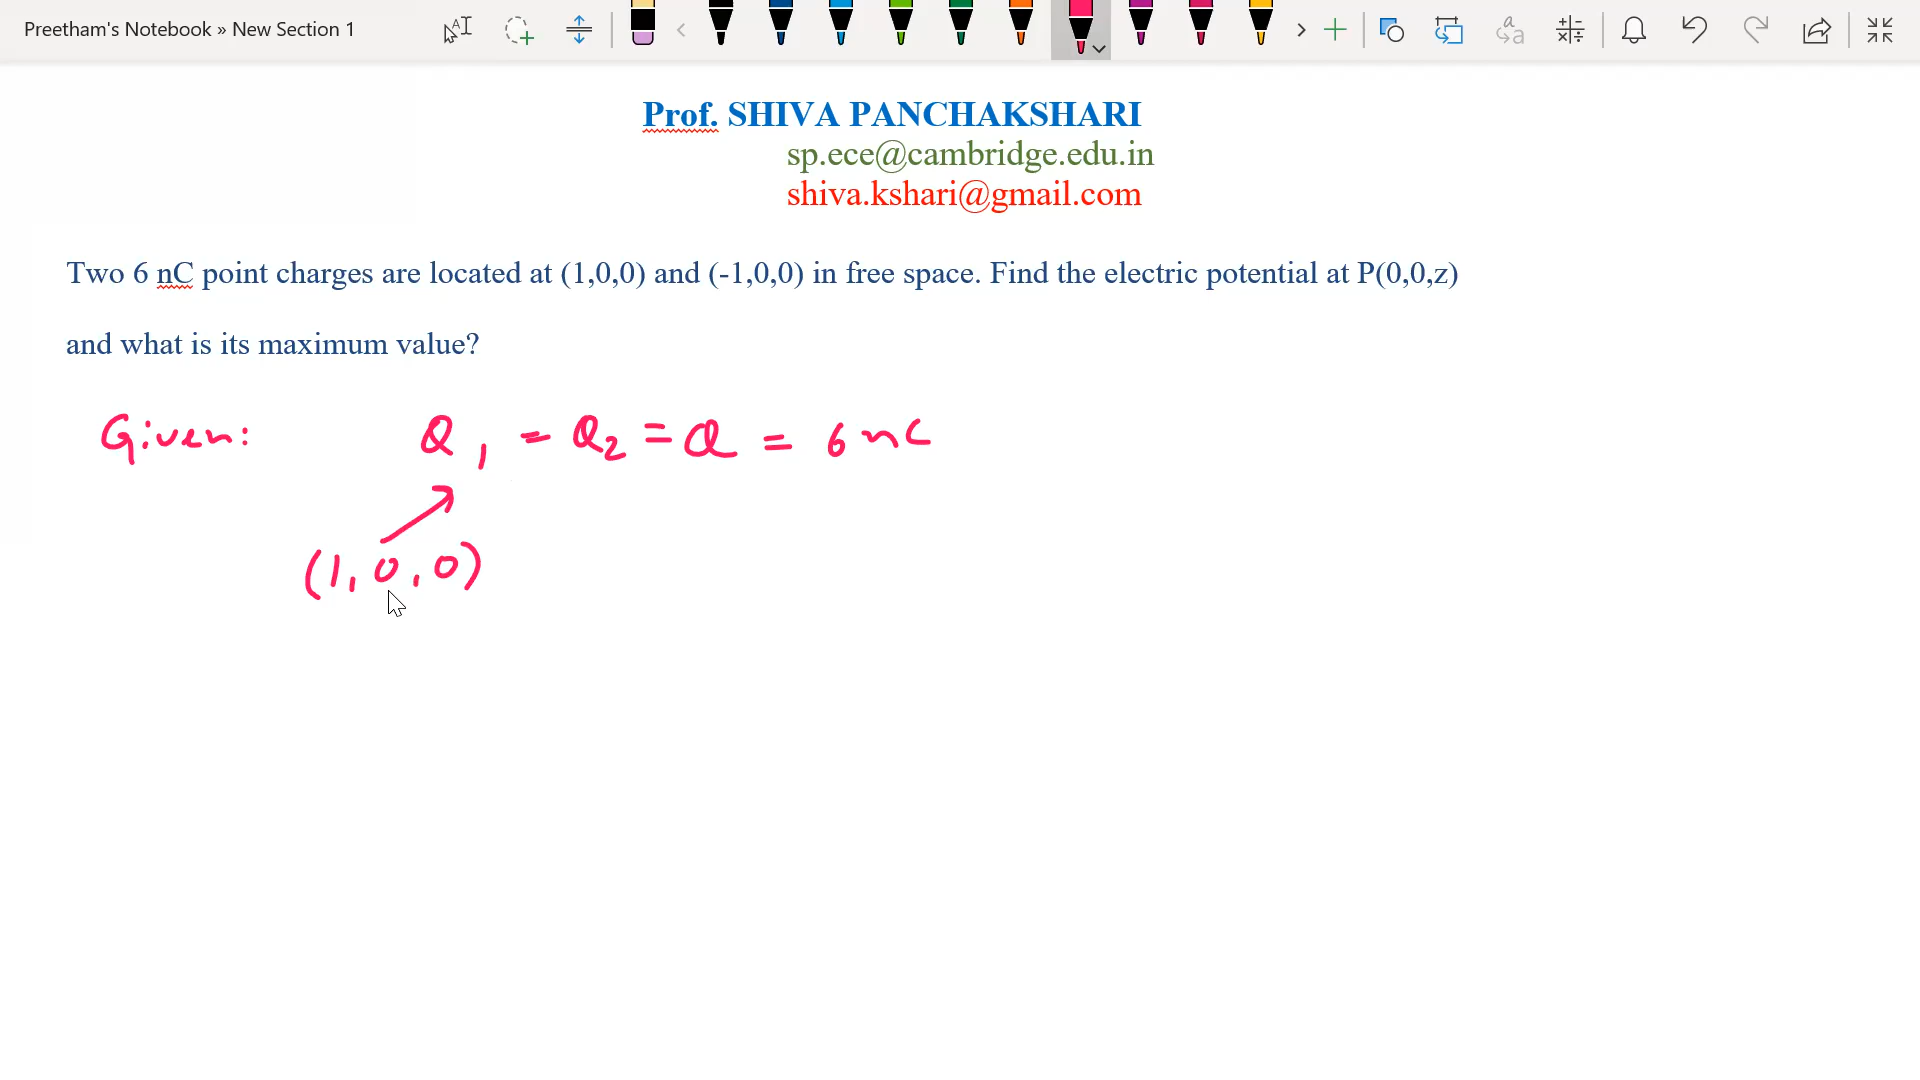 Preetham's Notebook » New Section 1
Prof. SHIVA PANCHAKSHARI
sp.ece@cambridge.edu.in
shiva.kshari@gmail.com
Two 6 nC point charges are located at (1,0,0) and (-1,0,0) in free space. Find the electric potential at P(0,0,z)
and what is its maximum value?
Given: Q1 = Q2 = Q = 6nC
(1,0,0)